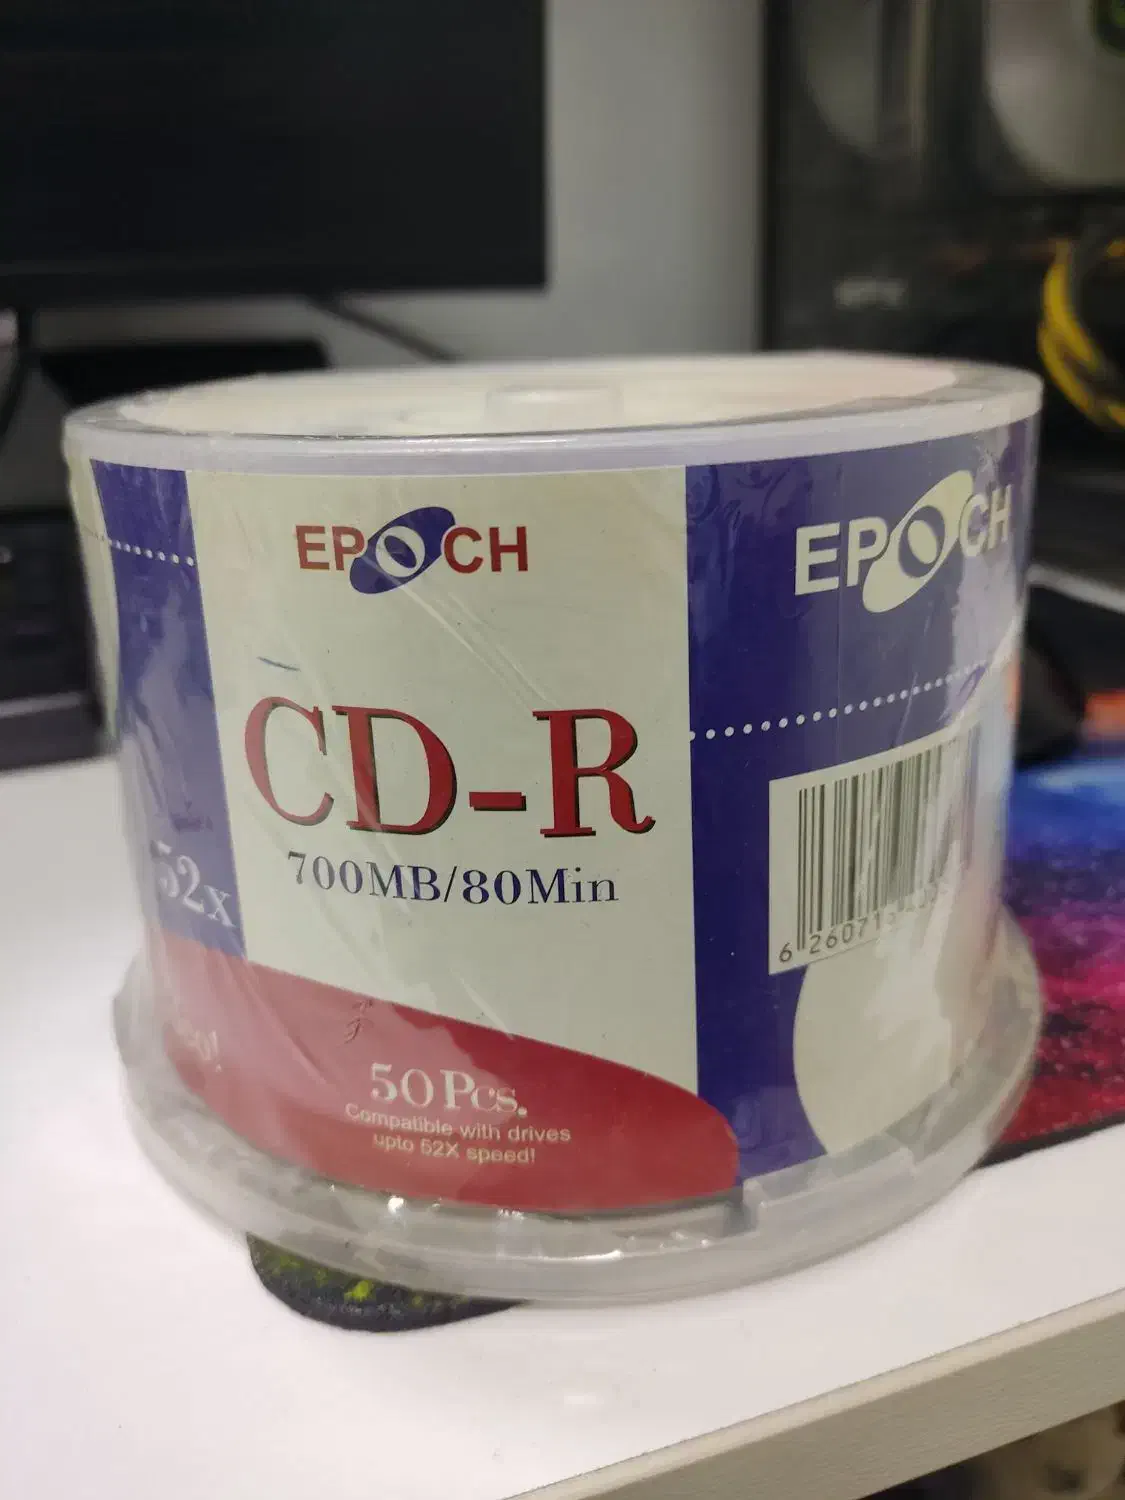 EPOCH
CD-R
700MB/80Min
52x
50 Pcs.
Compatible with drives
upto 52X speed!
EPOCH